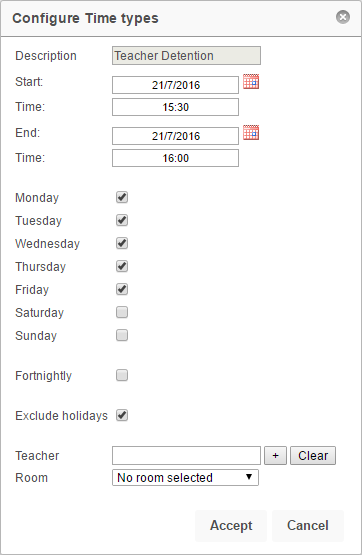 Configure Time types
Description Teacher Detention
Start: 21/7/2016
Time: 15:30
End: 21/7/2016
Time: 16:00
Monday
Tuesday
Wednesday
Thursday
Friday
Saturday
Sunday
Fortnightly
Exclude holidays
Teacher + Clear
Room No room selected
Accept Cancel